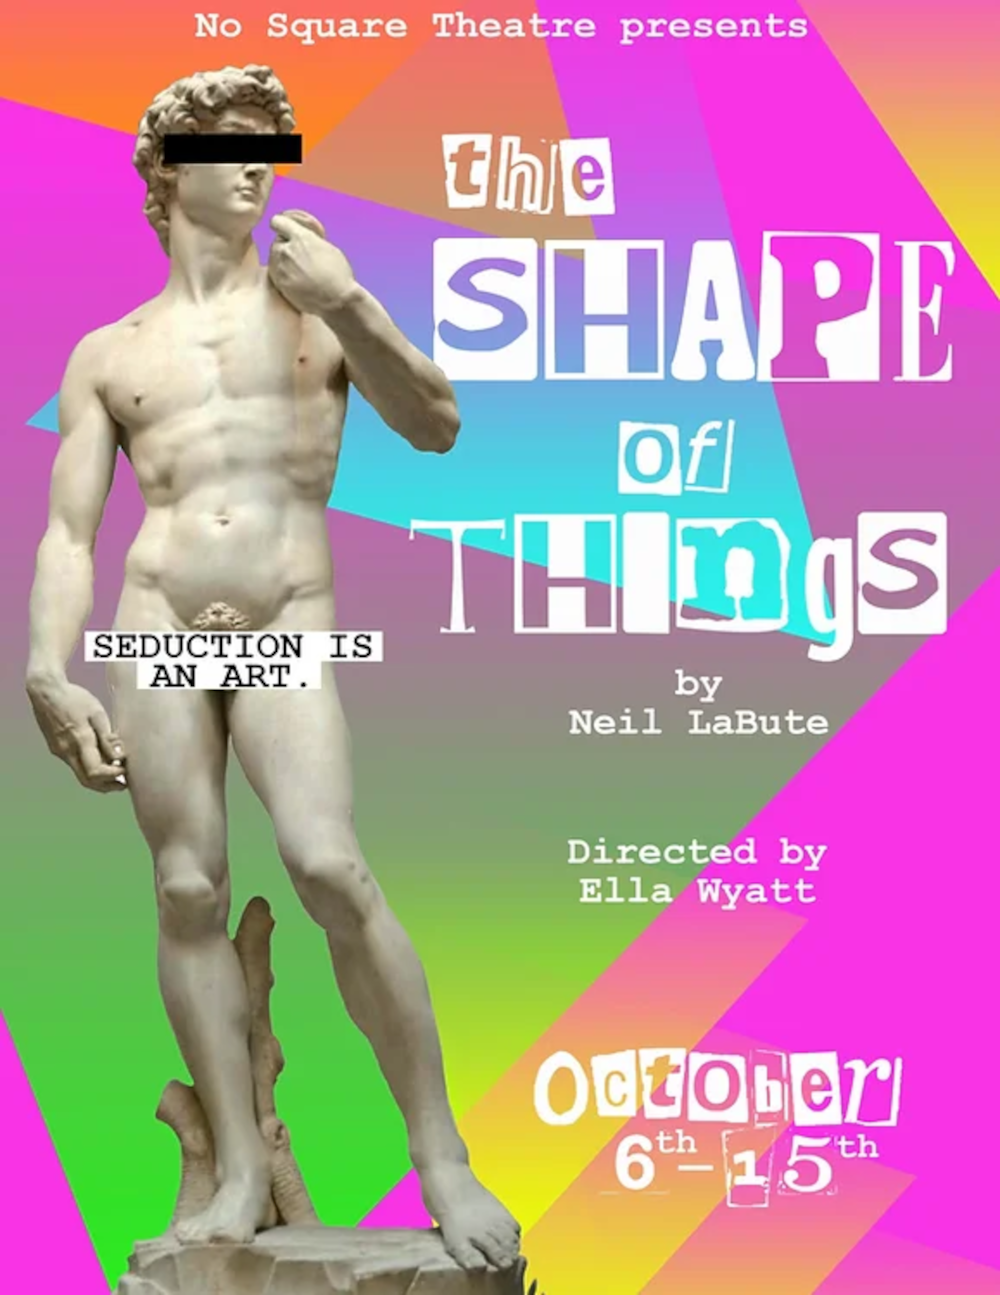 No Square Theatre presents
the
SHAPE
of
THingS
by
Neil LaBute
SEDUCTION IS
AN ART.
Directed by
Ella Wyatt
October
6th-15th